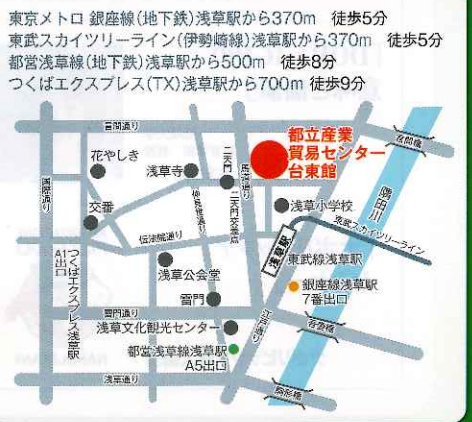 東京メトロ 銀座線(地下鉄)浅草駅から370m 徒歩5分
東武スカイツリーライン(伊勢崎線)浅草駅から370m 徒歩5分
都営浅草線(地下鉄)浅草駅から500m 徒歩8分
つくばエクスプレス(TX)浅草駅から700m 徒歩9分
言問通り
言問橋
都立産業
貿易センター
台東館
花やしき
浅草寺
二天門
馬道通り
国際通り
仲見世通り
二天門交差点
隅田川
交番
浅草小学校
東武スカイツリーライン
伝法院通り
浅草駅
つくばエクスプレス浅草駅
A1出口
浅草公会堂
東武線浅草駅
雷門
銀座線浅草駅
7番出口
雷門通り
江戸通り
吾妻橋
浅草文化観光センター
都営浅草線浅草駅
A5出口
浅草通り
駒形橋